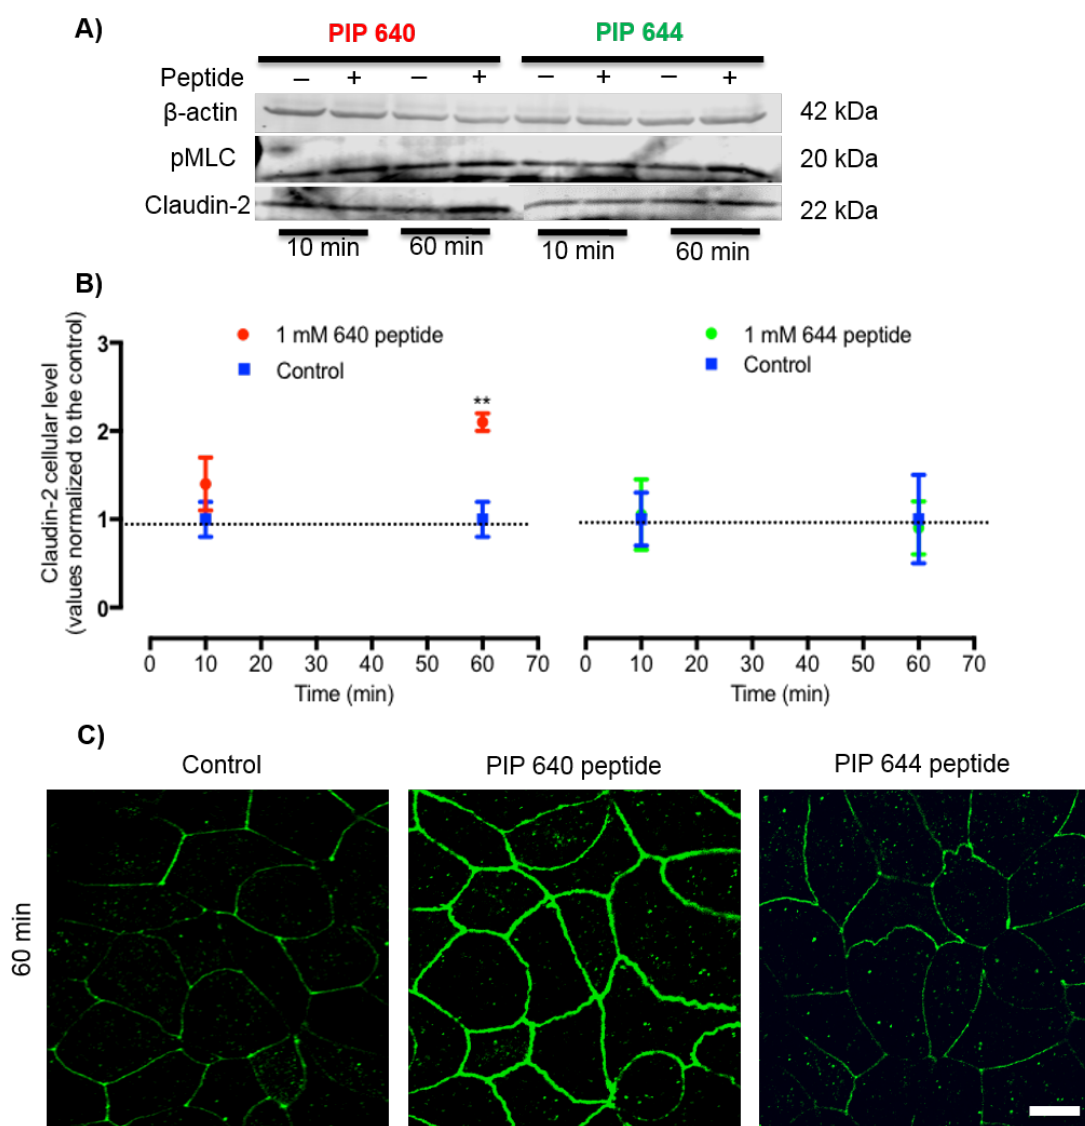 A)
PIP 640 PIP 644
Peptide – + – + – + – +
β-actin 42 kDa
pMLC 20 kDa
Claudin-2 22 kDa
10 min 60 min 10 min 60 min
B)
Claudin-2 cellular level
(values normalized to the control)
3
2
1
0
1 mM 640 peptide
Control
**
0 10 20 30 40 50 60 70
Time (min)
1 mM 644 peptide
Control
0 10 20 30 40 50 60 70
Time (min)
C)
Control PIP 640 peptide PIP 644 peptide
60 min